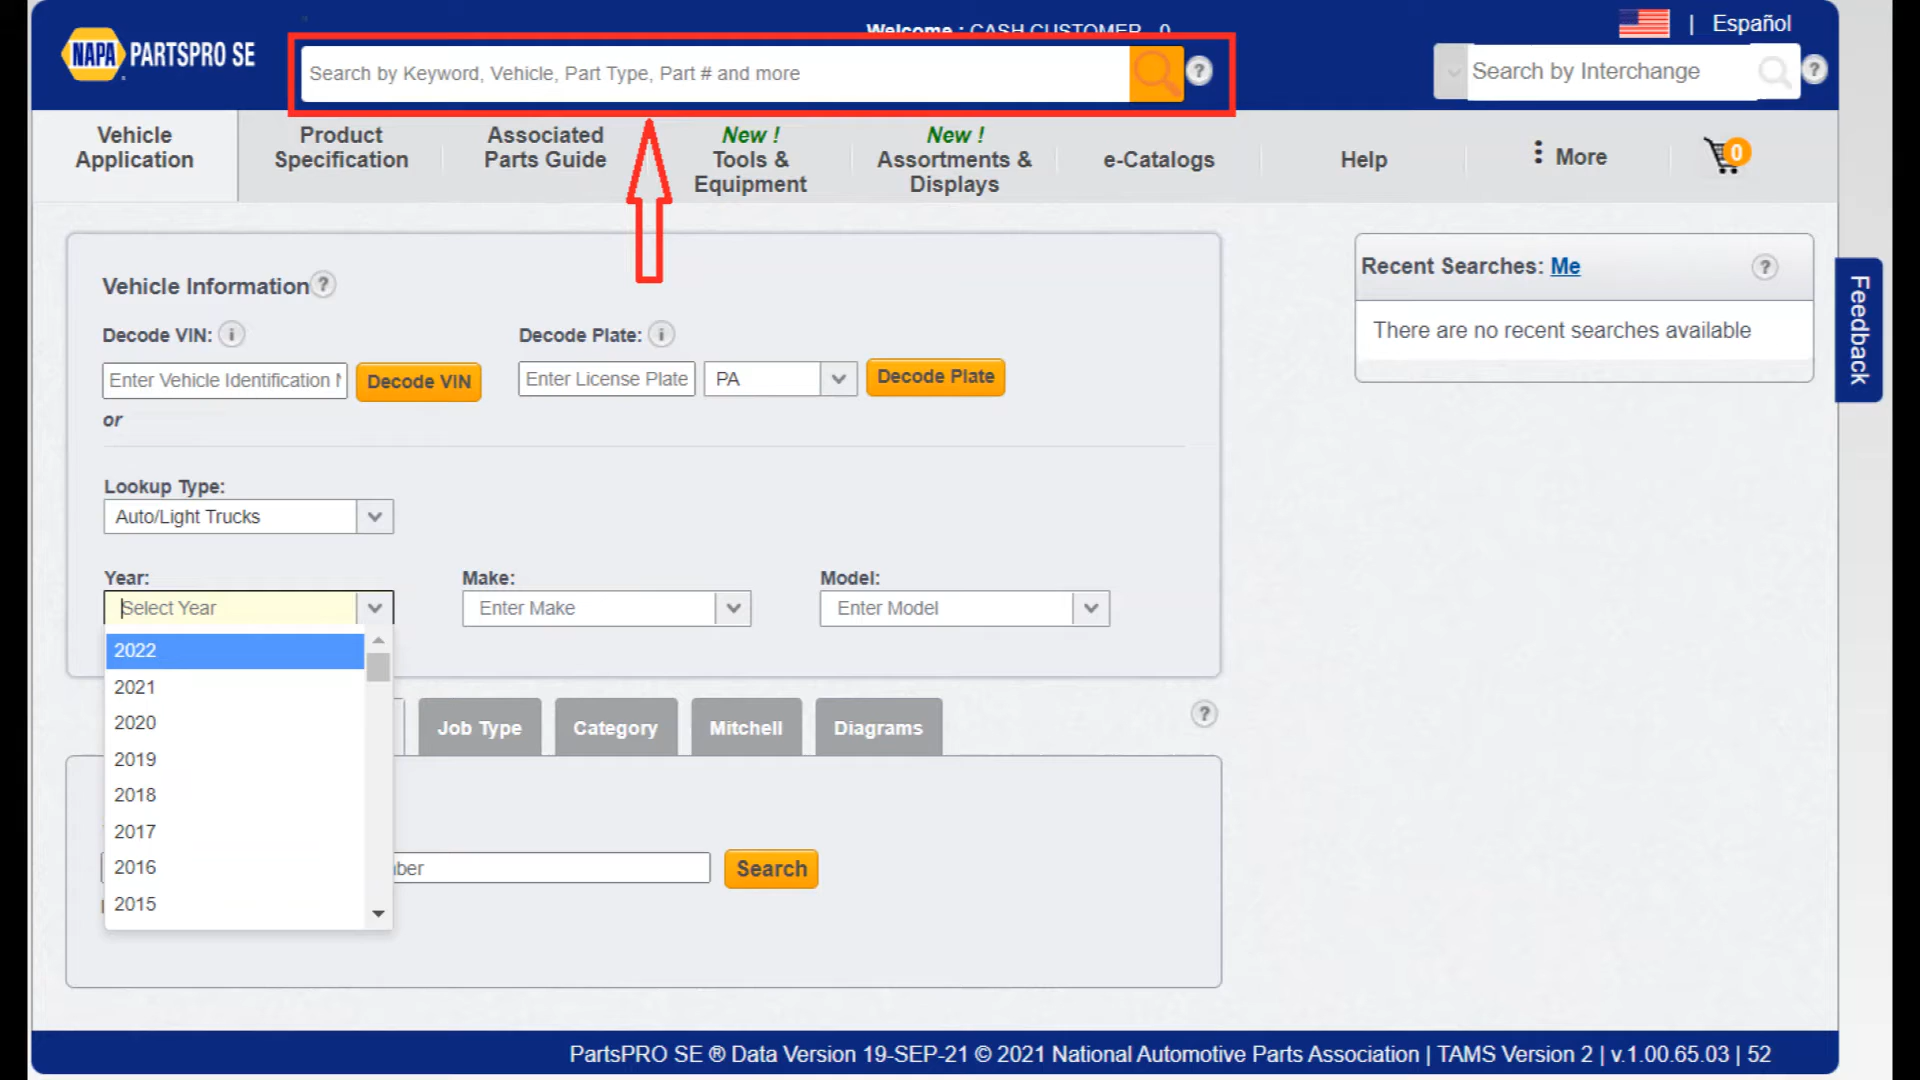 Welcome : CASH CUSTOMER - 0
| Español
NAPA PARTSPRO SE
Search by Keyword, Vehicle, Part Type, Part # and more
?
Search by Interchange
?
Vehicle
Application
Product
Specification
Associated
Parts Guide
New !
Tools &
Equipment
New !
Assortments &
Displays
e-Catalogs
Help
More
0
Vehicle Information ?
Decode VIN: i
Decode Plate: i
Enter Vehicle Identification
Decode VIN
Enter License Plate
PA
Decode Plate
or
Lookup Type:
Auto/Light Trucks
Year:
Make:
Model:
Select Year
Enter Make
Enter Model
2022
2021
2020
2019
2018
2017
2016
2015
Job Type
Category
Mitchell
Diagrams
?
Search
Recent Searches: Me
?
There are no recent searches available
Feedback
PartsPRO SE ® Data Version 19-SEP-21 © 2021 National Automotive Parts Association | TAMS Version 2 | v.1.00.65.03 | 52